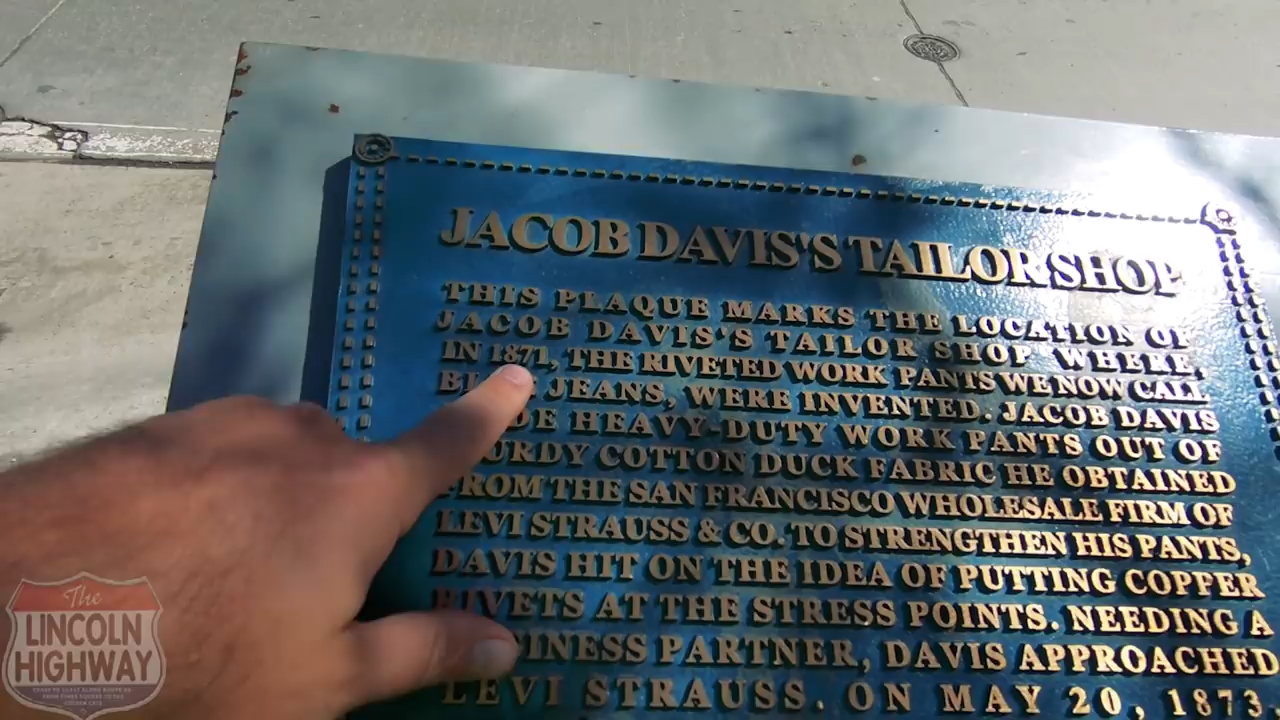 JACOB DAVIS'S TAILOR SHOP
THIS PLAQUE MARKS THE LOCATION OF
JACOB DAVIS'S TAILOR SHOP WHERE,
IN 1871, THE RIVETED WORK PANTS WE NOW CALL
JEANS, WERE INVENTED. JACOB DAVIS
HEAVY-DUTY WORK PANTS OUT OF
COTTON DUCK FABRIC HE OBTAINED
FROM THE SAN FRANCISCO WHOLESALE FIRM OF
LEVI STRAUSS & CO. TO STRENGTHEN HIS PANTS,
DAVIS HIT ON THE IDEA OF PUTTING COPPER
RIVETS AT THE STRESS POINTS. NEEDING A
PARTNER, DAVIS APPROACHED
LEVI STRAUSS. ON MAY 20, 1873,
The
LINCOLN
HIGHWAY